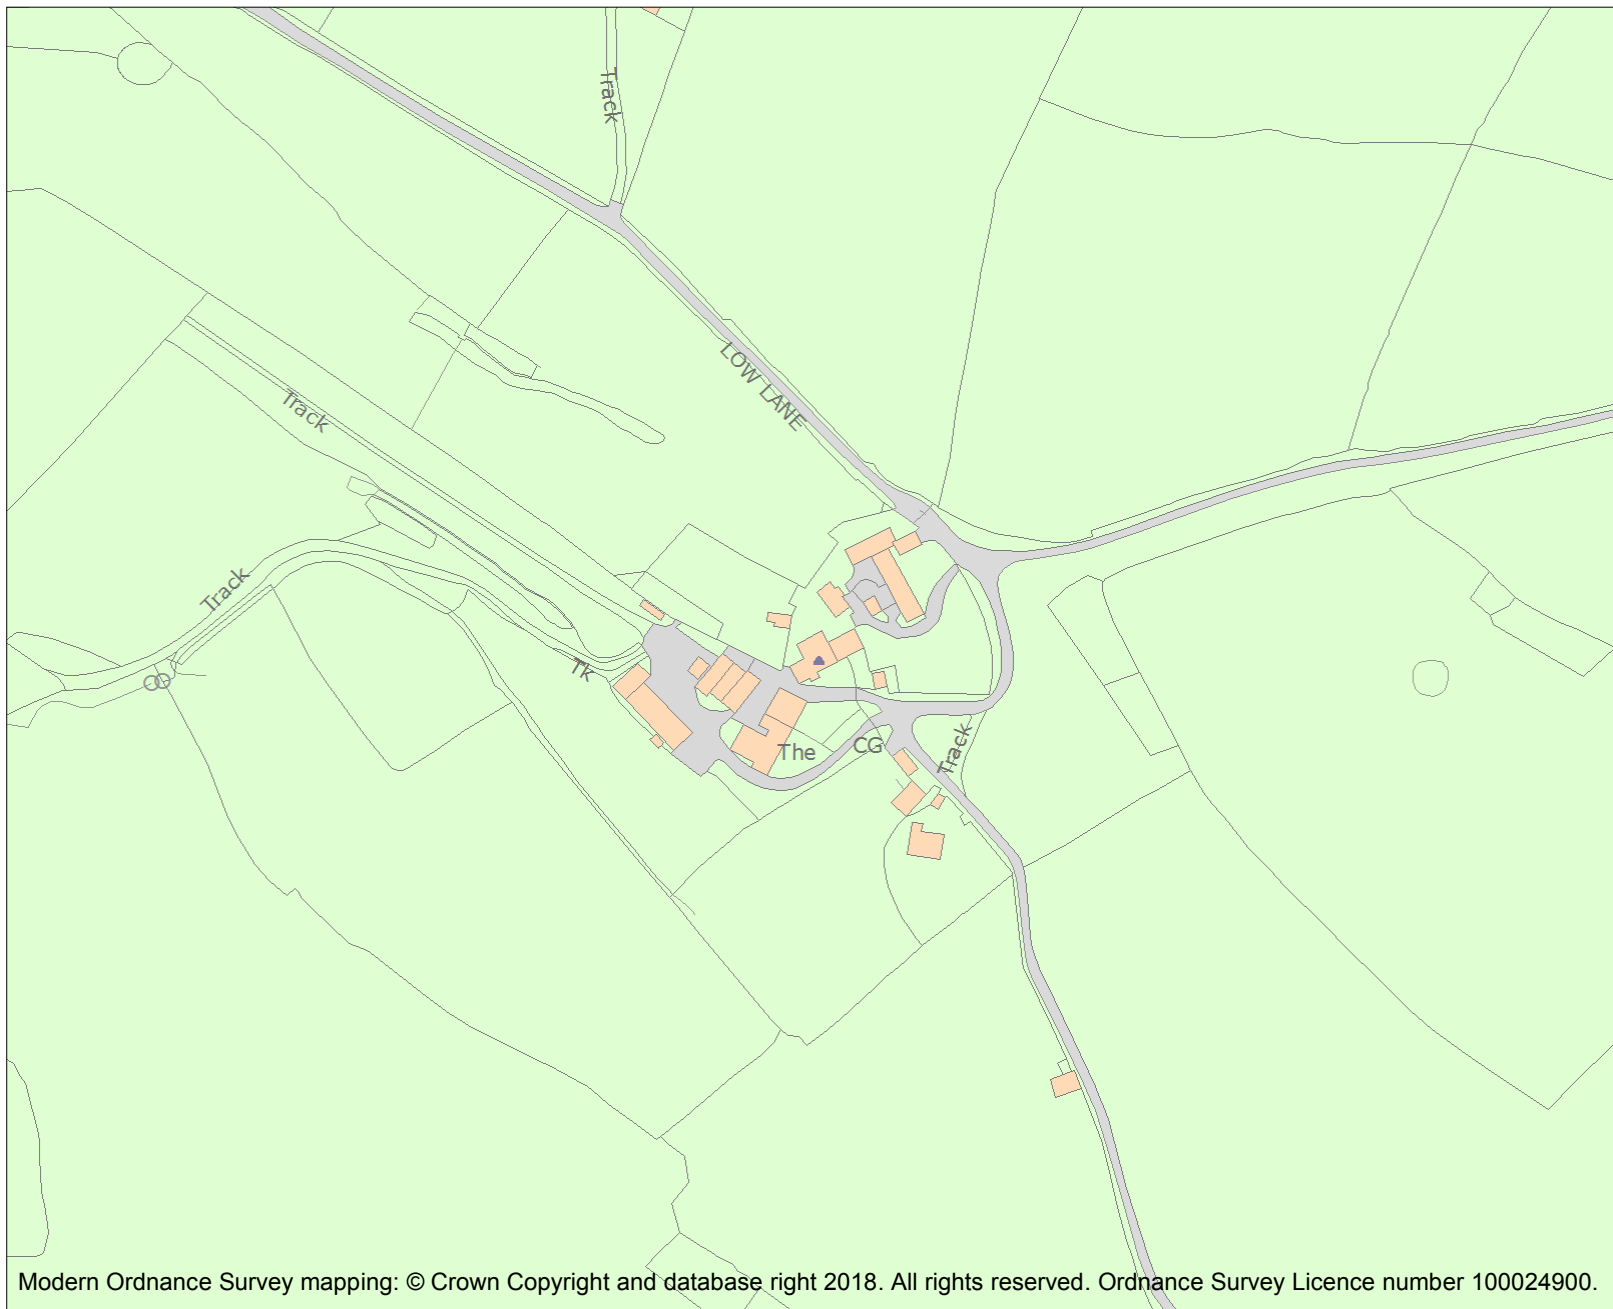 Track
LOW LANE
Track
Track
Tk
The
CG
Track
Modern Ordnance Survey mapping: © Crown Copyright and database right 2018. All rights reserved. Ordnance Survey Licence number 100024900.